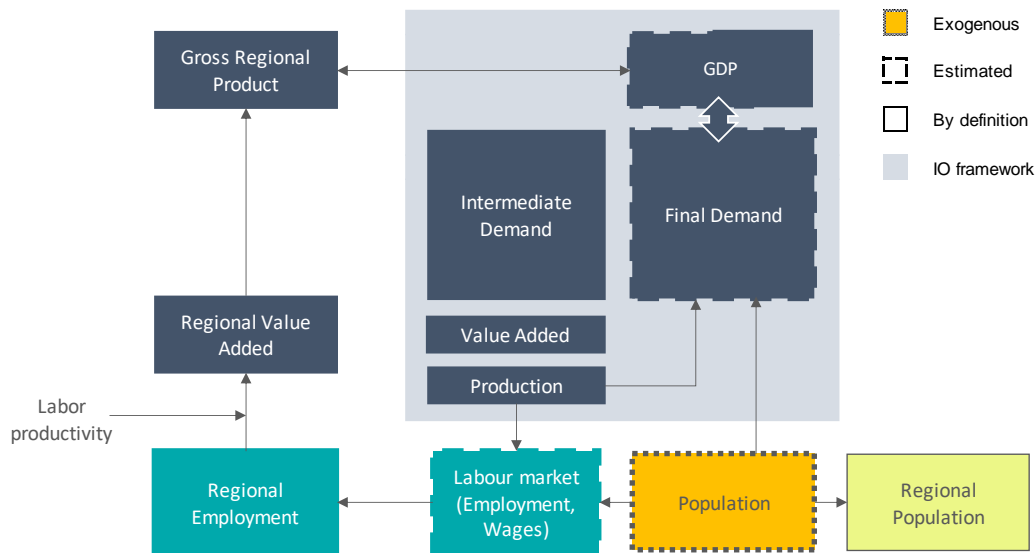 Gross Regional
Product
GDP
Exogenous
Estimated
By definition
IO framework
Intermediate
Demand
Final Demand
Regional Value
Added
Value Added
Production
Labor
productivity
Regional
Employment
Labour market
(Employment,
Wages)
Population
Regional
Population